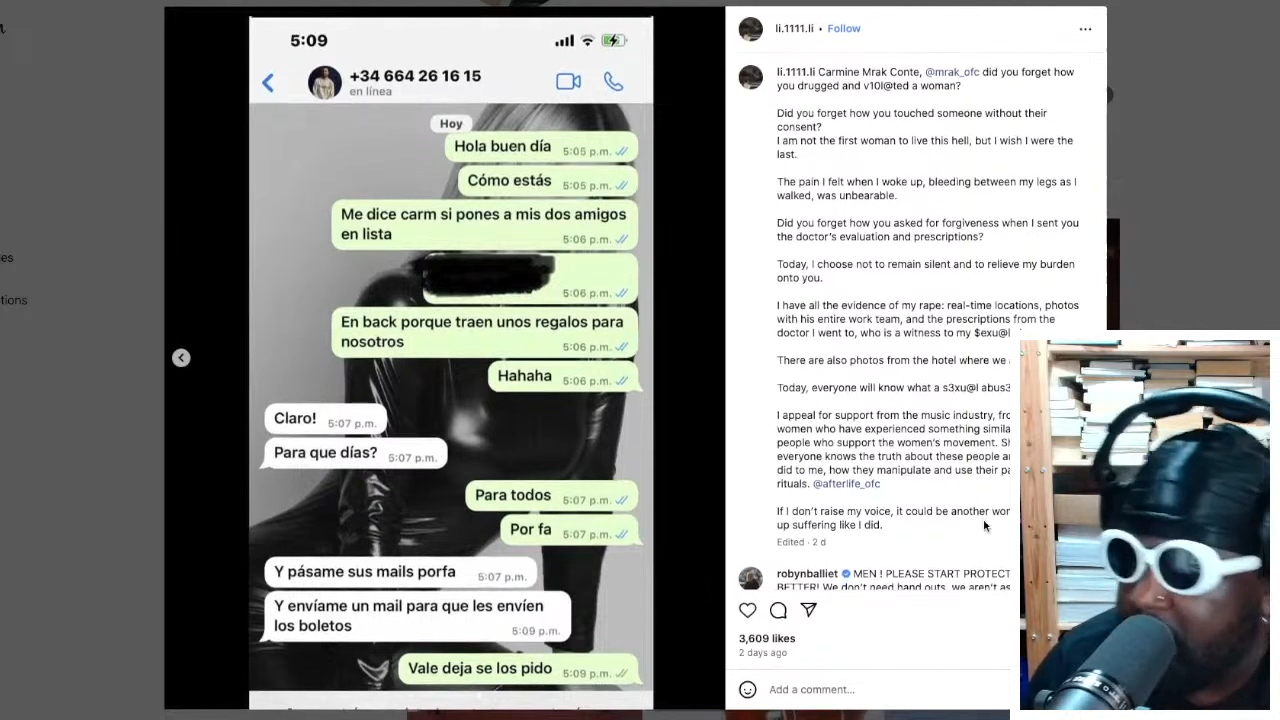 5:09
+34 664 26 16 15
en línea
Hoy
Hola buen día 5:05 p.m.
Cómo estás 5:05 p.m.
Me dice carm si pones a mis dos amigos
en lista 5:06 p.m.
5:06 p.m.
En back porque traen unos regalos para
nosotros 5:06 p.m.
Hahaha 5:06 p.m.
Claro! 5:07 p.m.
Para que días? 5:07 p.m.
Para todos 5:07 p.m.
Por fa 5:07 p.m.
Y pásame sus mails porfa 5:07 p.m.
Y envíame un mail para que les envíen
los boletos 5:09 p.m.
Vale deja se los pido 5:09 p.m.
li.1111.li • Follow
li.1111.li Carmine Mrak Conte, @mrak_ofc did you forget how
you drugged and v10l@ted a woman?
Did you forget how you touched someone without their
consent?
I am not the first woman to live this hell, but I wish I were the
last.
The pain I felt when I woke up, bleeding between my legs as I
walked, was unbearable.
Did you forget how you asked for forgiveness when I sent you
the doctor's evaluation and prescriptions?
Today, I choose not to remain silent and to relieve my burden
onto you.
I have all the evidence of my rape: real-time locations, photos
with his entire work team, and the prescriptions from the
doctor I went to, who is a witness to my $exu@l
There are also photos from the hotel where we
Today, everyone will know what a s3xu@l abus3
I appeal for support from the music industry,
women who have experienced something
people who support the women's movement.
everyone knows the truth about these people
did to me, how they manipulate and use their
rituals. @afterlife_ofc
If I don't raise my voice, it could be another
up suffering like I did.
Edited · 2 d
robynballiet MEN ! PLEASE START
BETTER! We don't need hand outs, we aren't
3,609 likes
2 days ago
Add a comment...
es
tions